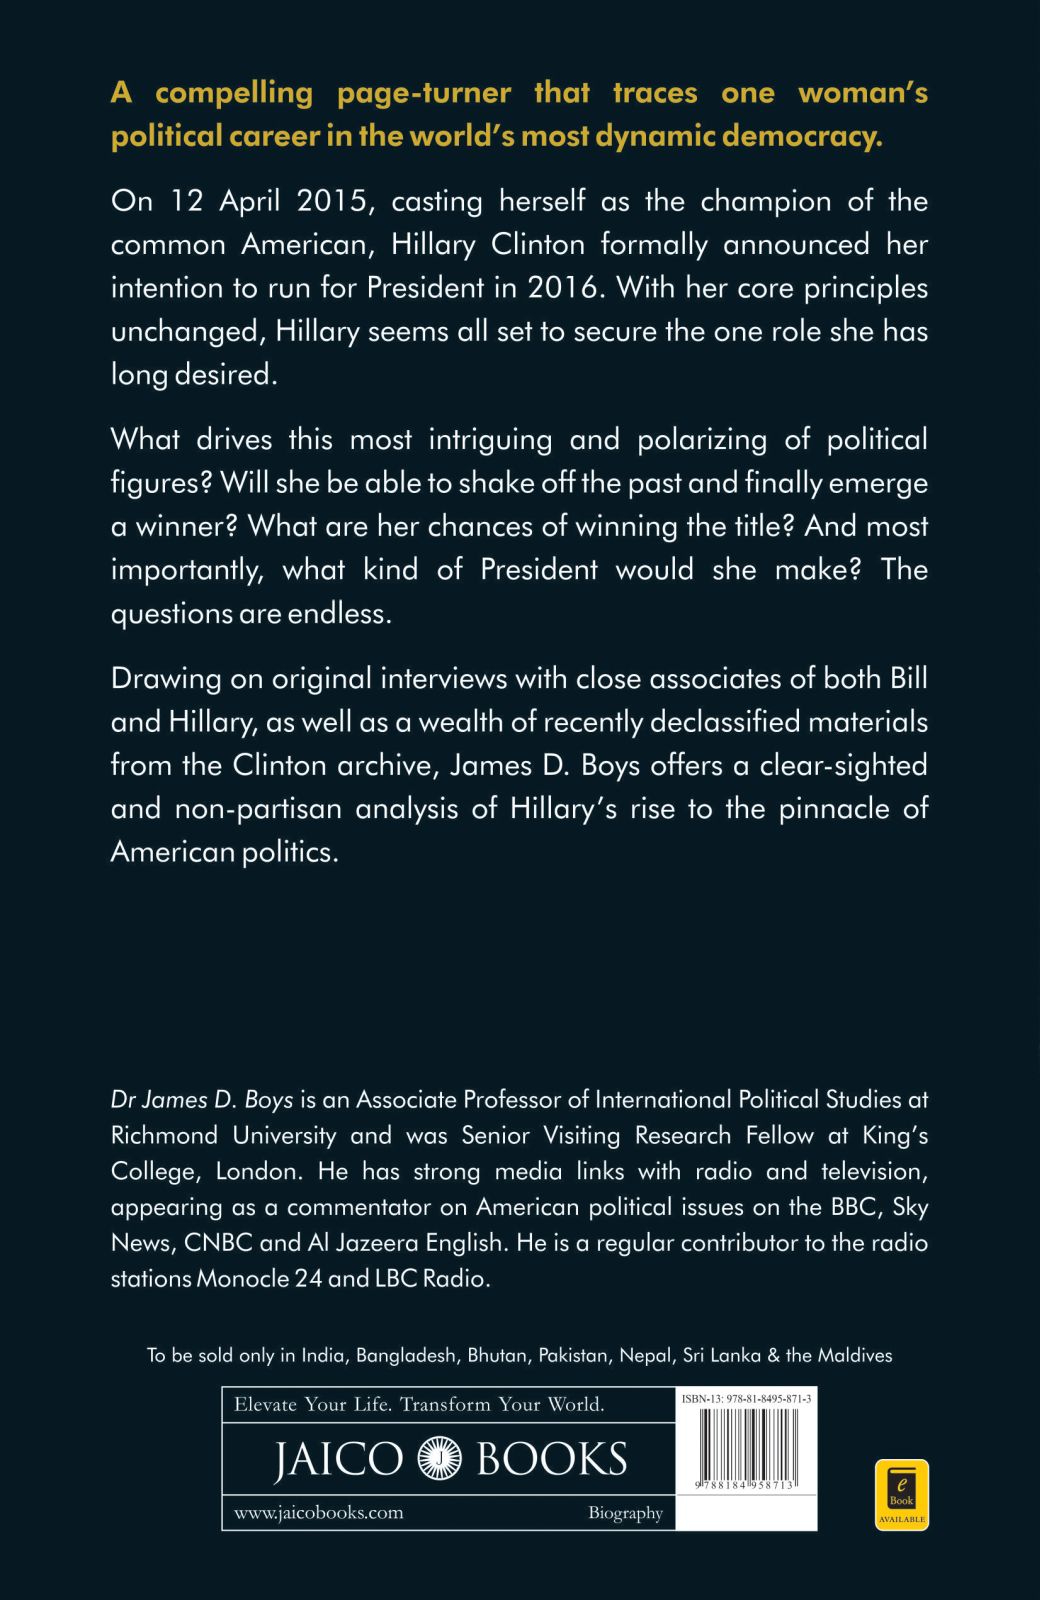 A compelling page-turner that traces one woman’s
political career in the world’s most dynamic democracy.
On 12 April 2015, casting herself as the champion of the
common American, Hillary Clinton formally announced her
intention to run for President in 2016. With her core principles
unchanged, Hillary seems all set to secure the one role she has
long desired.
What drives this most intriguing and polarizing of political
figures? Will she be able to shake off the past and finally emerge
a winner? What are her chances of winning the title? And most
importantly, what kind of President would she make? The
questions are endless.
Drawing on original interviews with close associates of both Bill
and Hillary, as well as a wealth of recently declassified materials
from the Clinton archive, James D. Boys offers a clear-sighted
and non-partisan analysis of Hillary’s rise to the pinnacle of
American politics.
Dr James D. Boys is an Associate Professor of International Political Studies at
Richmond University and was Senior Visiting Research Fellow at King’s
College, London. He has strong media links with radio and television,
appearing as a commentator on American political issues on the BBC, Sky
News, CNBC and Al Jazeera English. He is a regular contributor to the radio
stations Monocle 24 and LBC Radio.
To be sold only in India, Bangladesh, Bhutan, Pakistan, Nepal, Sri Lanka & the Maldives
Elevate Your Life. Transform Your World.
JAICO J BOOKS
www.jaicobooks.com Biography
ISBN-13: 978-81-8495-871-3
9 788184 958713
e
Book
AVAILABLE